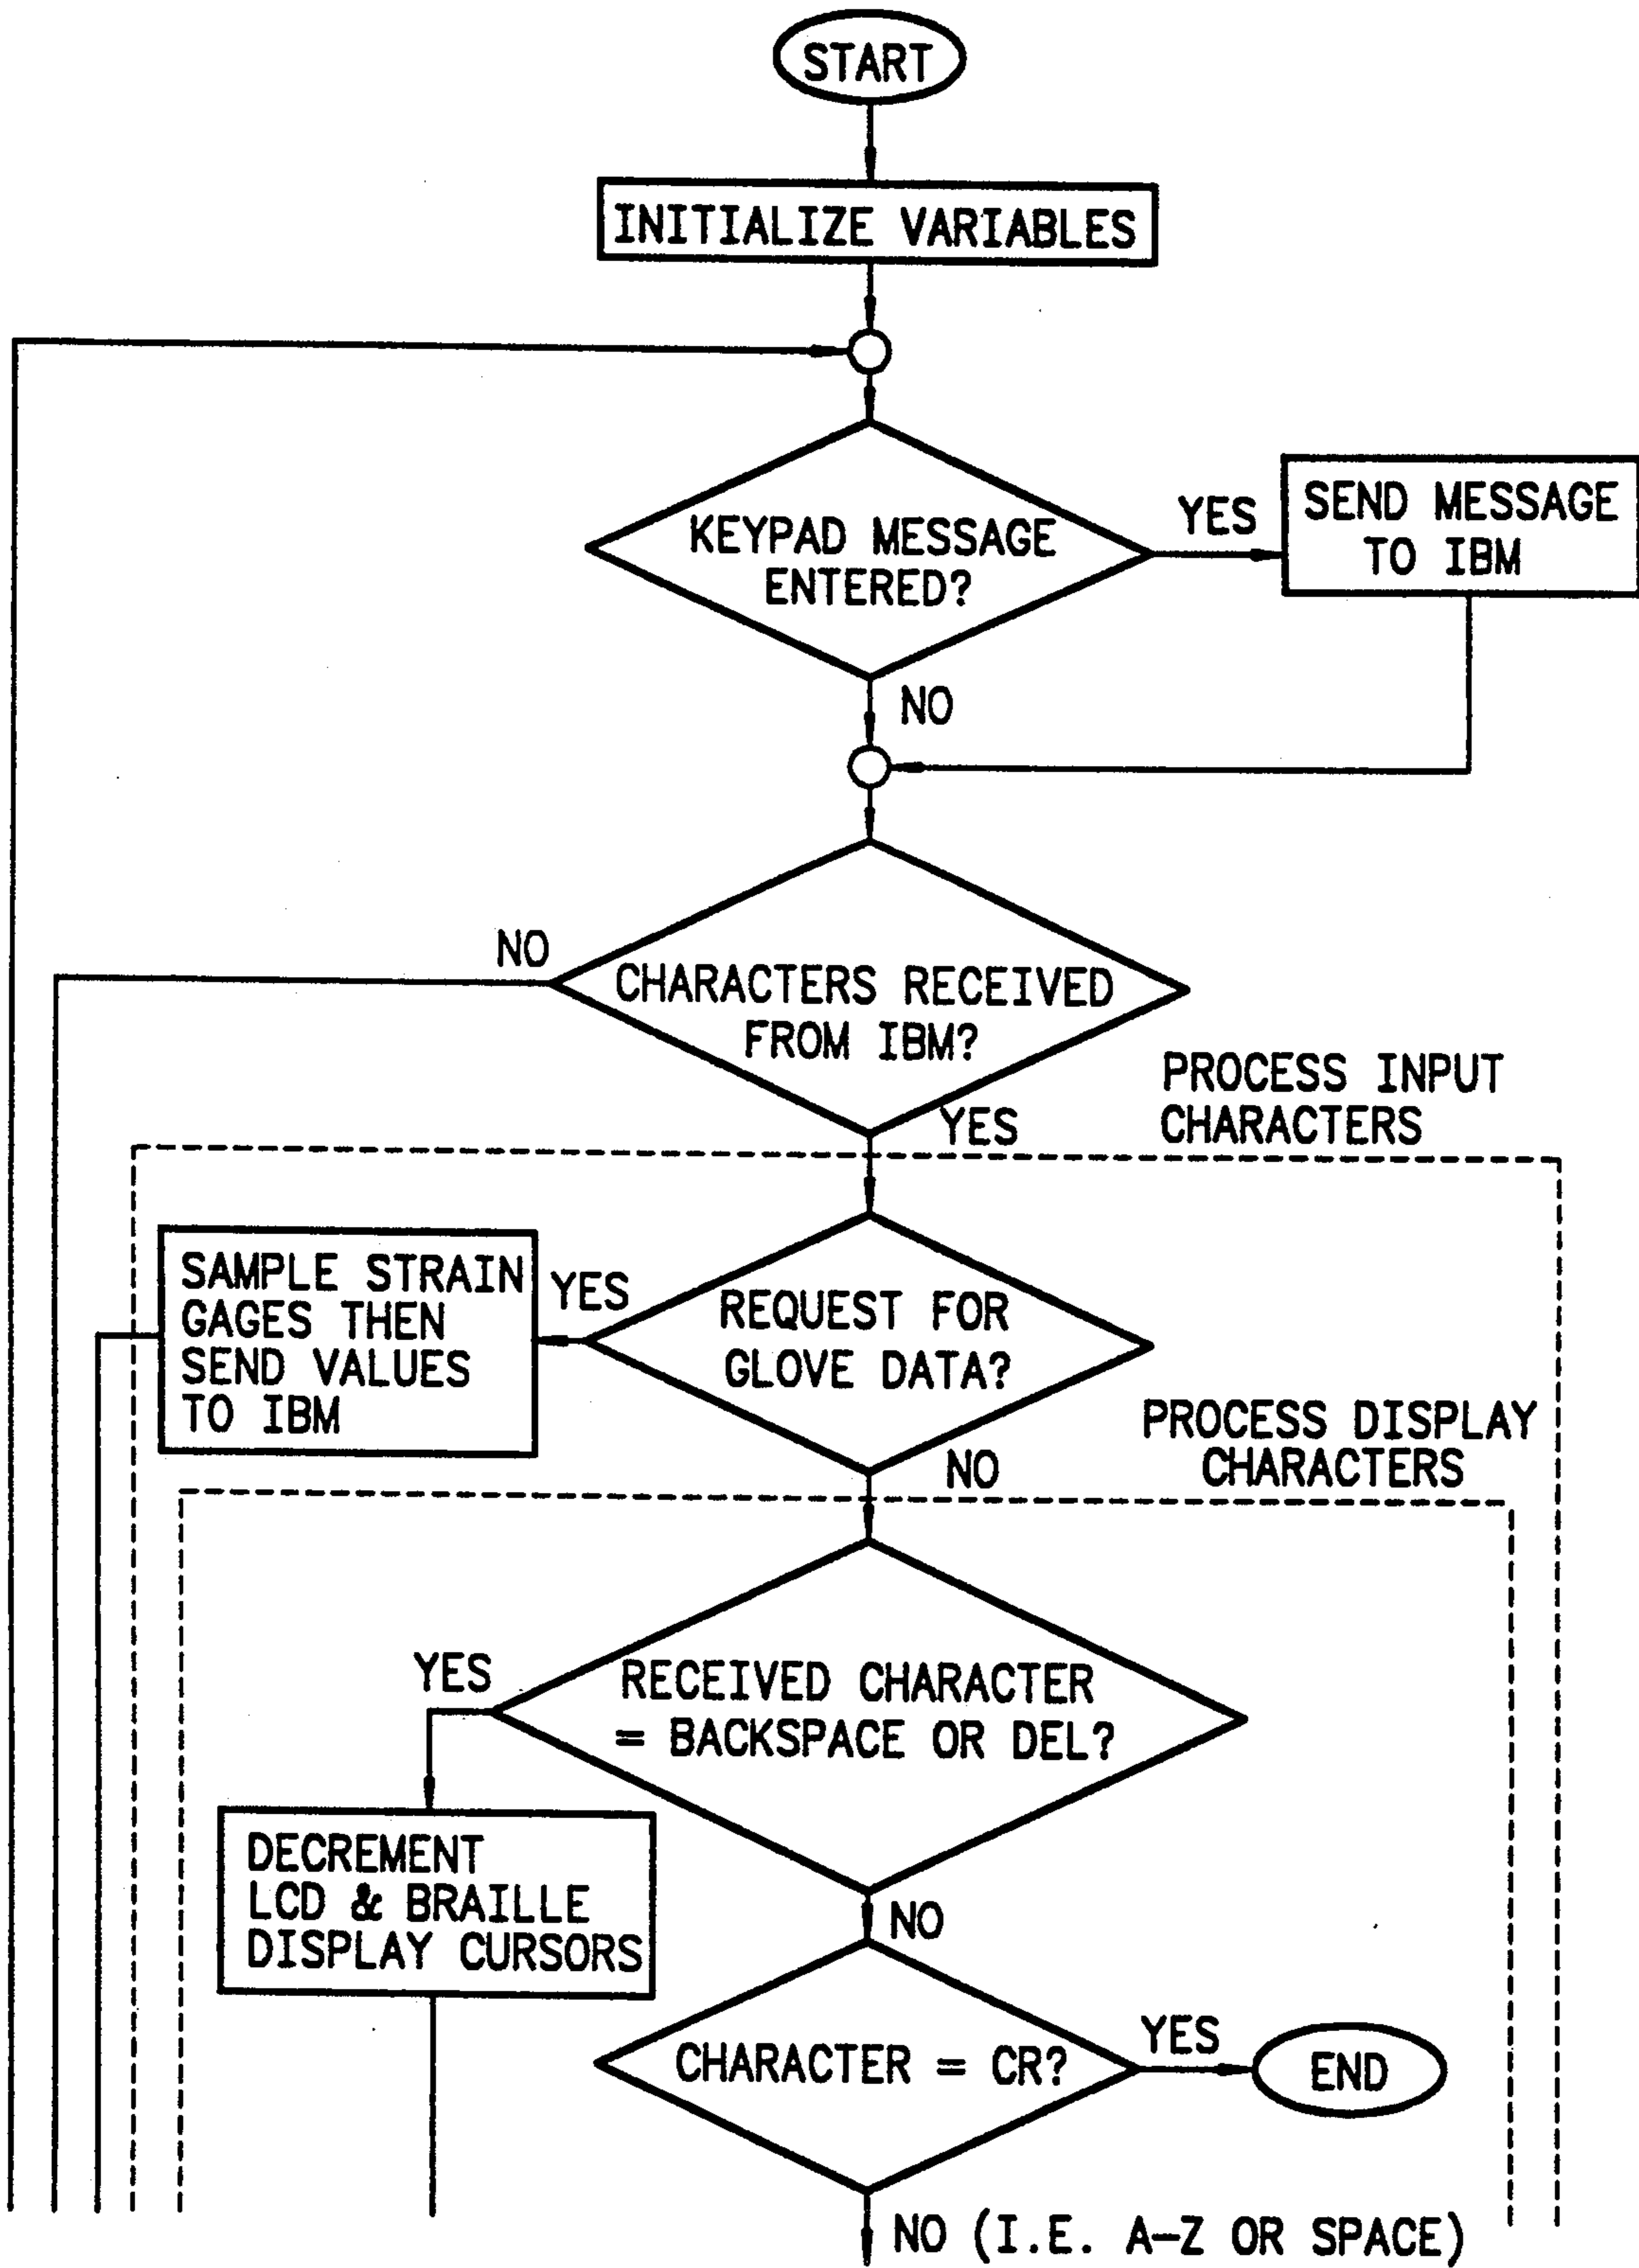 START
INITIALIZE VARIABLES
KEYPAD MESSAGE
ENTERED?
YES
SEND MESSAGE
TO IBM
NO
NO
CHARACTERS RECEIVED
FROM IBM?
YES
PROCESS INPUT
CHARACTERS
SAMPLE STRAIN
GAGES THEN
SEND VALUES
TO IBM
YES
REQUEST FOR
GLOVE DATA?
NO
PROCESS DISPLAY
CHARACTERS
YES
RECEIVED CHARACTER
= BACKSPACE OR DEL?
DECREMENT
LCD & BRAILLE
DISPLAY CURSORS
NO
CHARACTER = CR?
YES
END
NO (I.E. A-Z OR SPACE)